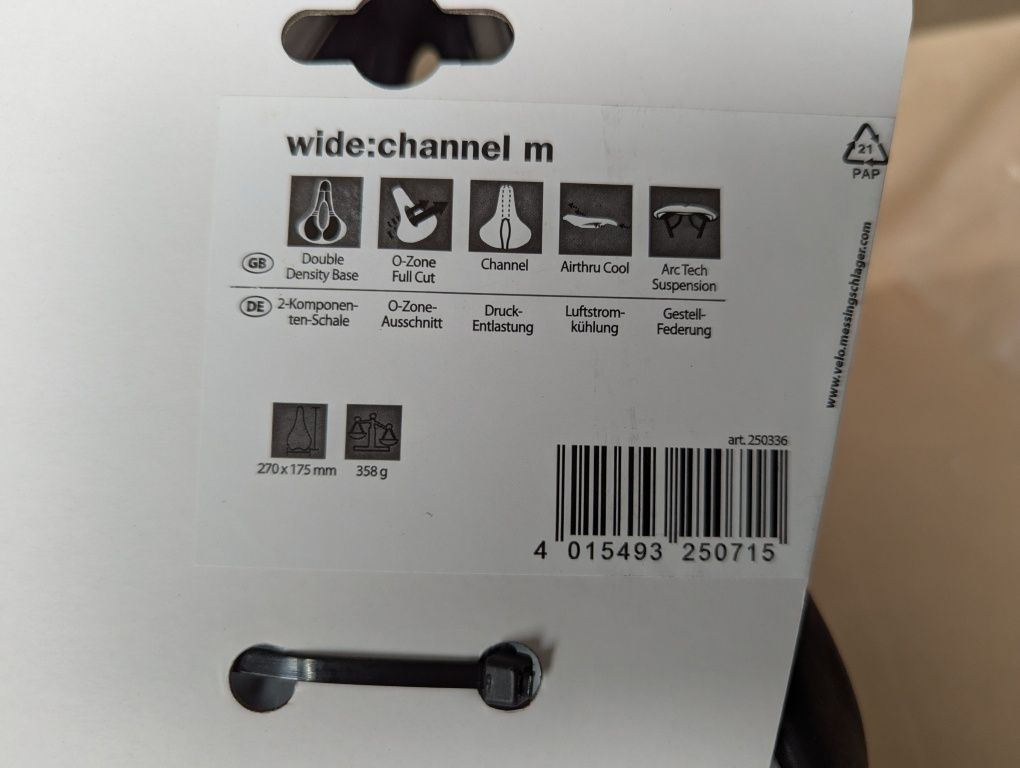 wide:channel m
21
PAP
GB
Double
Density Base
O-Zone
Full Cut
Channel
Airthru Cool
Arc Tech
Suspension
DE
2-Komponen-
ten-Schale
O-Zone-
Ausschnitt
Druck-
Entlastung
Luftstrom-
kühlung
Gestell-
Federung
www.velo.messingschlager.com
270 x 175 mm
358 g
art. 250336
4 015493 250715